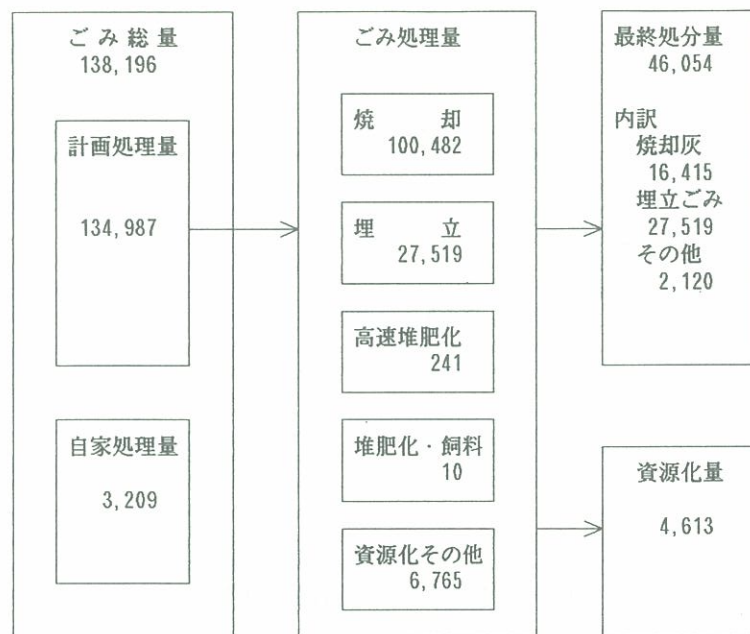 ごみ総量
138,196
計画処理量
134,987
自家処理量
3,209
ごみ処理量
焼却
100,482
埋立
27,519
高速堆肥化
241
堆肥化・飼料
10
資源化その他
6,765
最終処分量
46,054
内訳
焼却灰
16,415
埋立ごみ
27,519
その他
2,120
資源化量
4,613